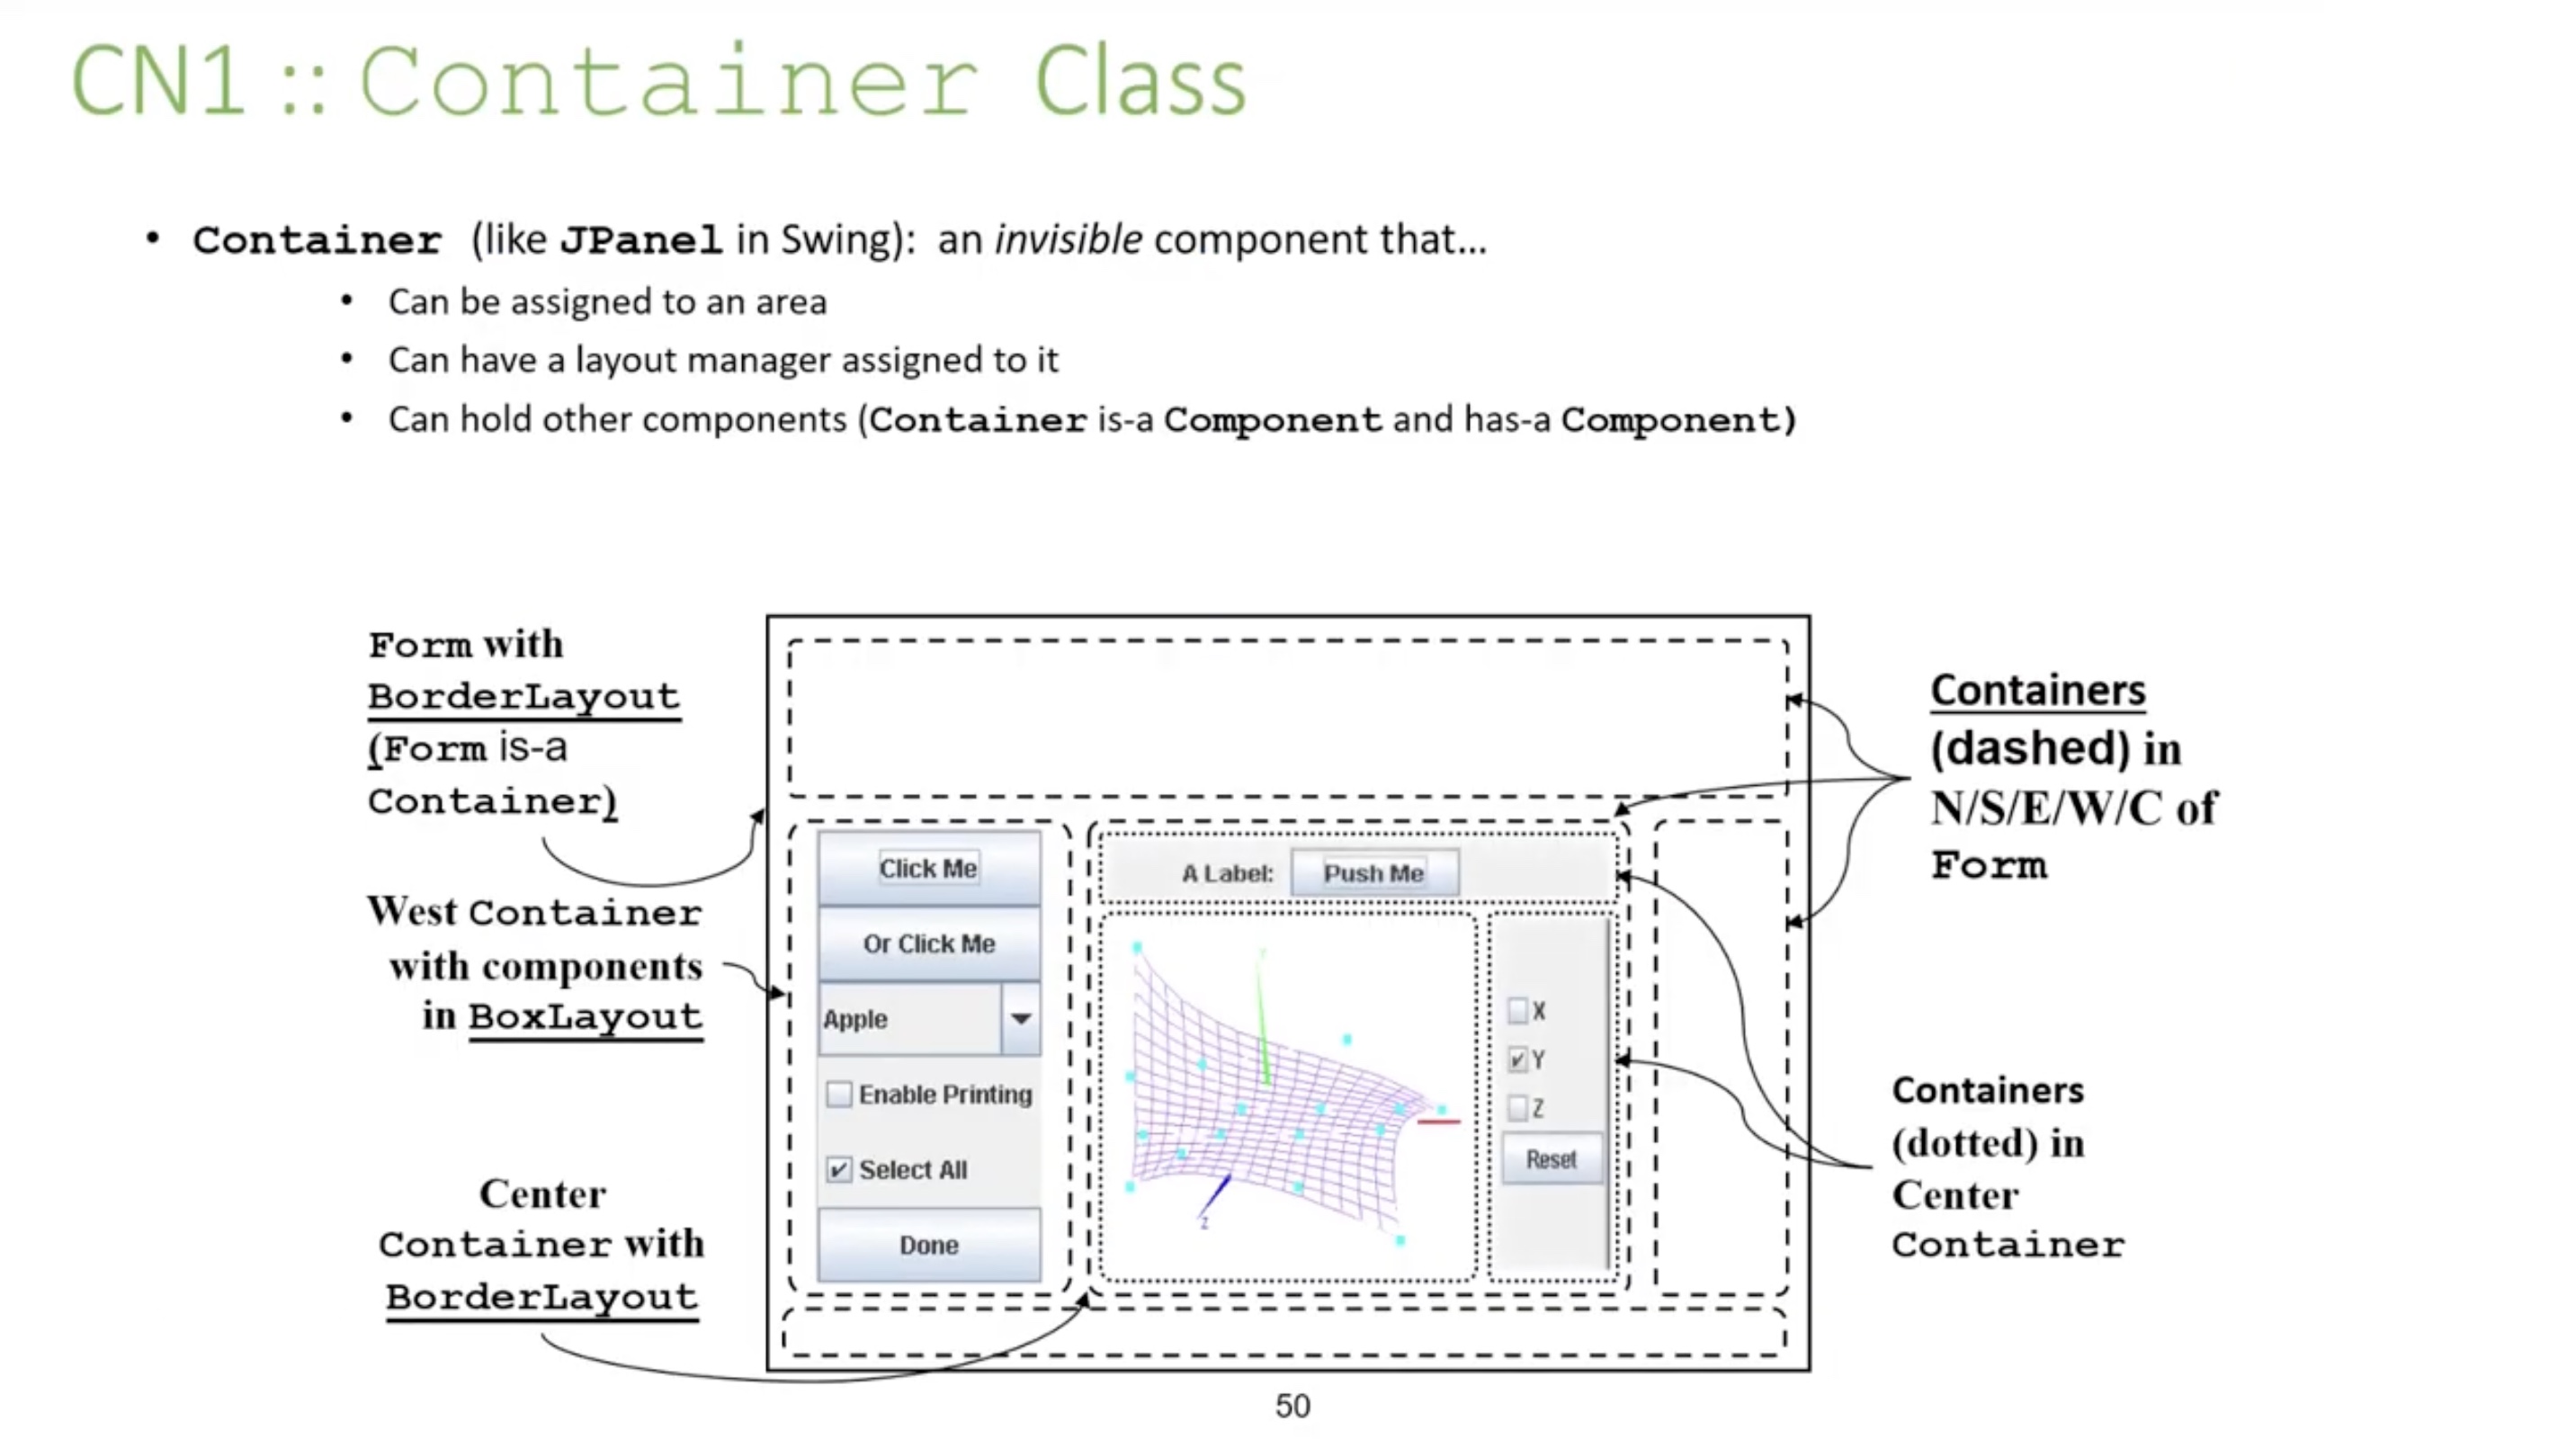 CN1 :: Container Class
• Container (like JPanel in Swing): an invisible component that…
• Can be assigned to an area
• Can have a layout manager assigned to it
• Can hold other components (Container is-a Component and has-a Component)
Form with
BorderLayout
(Form is-a
Container)
West Container
with components
in BoxLayout
Center
Container with
BorderLayout
Click Me
Or Click Me
Apple
Enable Printing
Select All
Done
A Label: Push Me
X
Y
Z
Reset
z
Containers
(dashed) in
N/S/E/W/C of
Form
Containers
(dotted) in
Center
Container
50